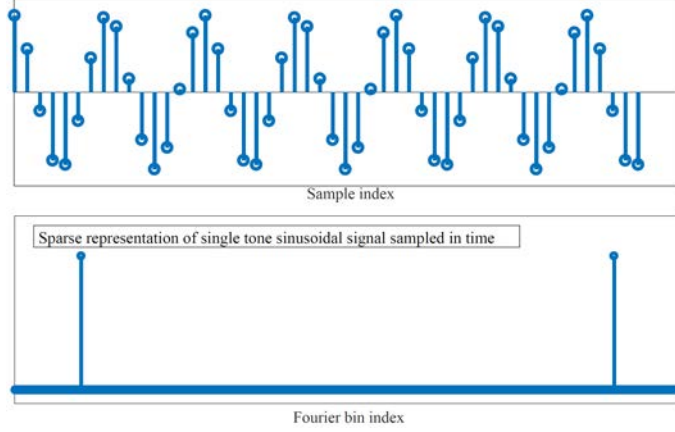 Sample index
Sparse representation of single tone sinusoidal signal sampled in time
Fourier bin index